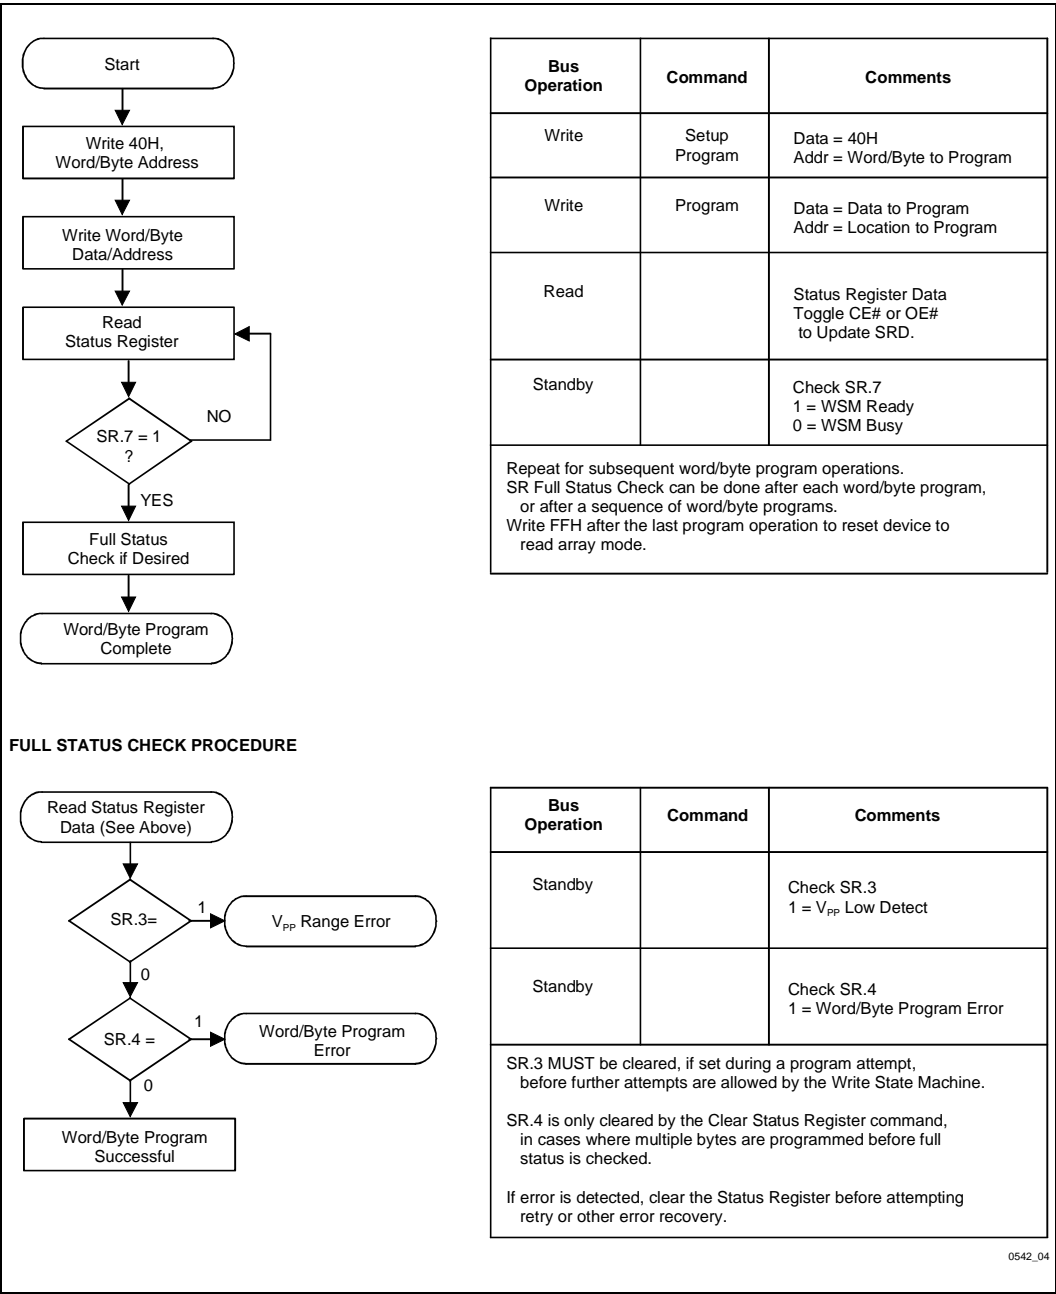 Start
Write 40H,
Word/Byte Address
Write Word/Byte
Data/Address
Read
Status Register
NO
SR.7 = 1
?
YES
Full Status
Check if Desired
Word/Byte Program
Complete
Bus
Operation
Command
Comments
Write
Setup
Program
Data = 40H
Addr = Word/Byte to Program
Write
Program
Data = Data to Program
Addr = Location to Program
Read
Status Register Data
Toggle CE# or OE#
to Update SRD.
Standby
Check SR.7
1 = WSM Ready
0 = WSM Busy
Repeat for subsequent word/byte program operations.
SR Full Status Check can be done after each word/byte program,
or after a sequence of word/byte programs.
Write FFH after the last program operation to reset device to
read array mode.
FULL STATUS CHECK PROCEDURE
Read Status Register
Data (See Above)
SR.3=
1
VPP Range Error
0
SR.4 =
1
Word/Byte Program
Error
0
Word/Byte Program
Successful
Bus
Operation
Command
Comments
Standby
Check SR.3
1 = VPP Low Detect
Standby
Check SR.4
1 = Word/Byte Program Error
SR.3 MUST be cleared, if set during a program attempt,
before further attempts are allowed by the Write State Machine.
SR.4 is only cleared by the Clear Status Register command,
in cases where multiple bytes are programmed before full
status is checked.
If error is detected, clear the Status Register before attempting
retry or other error recovery.
0542_04